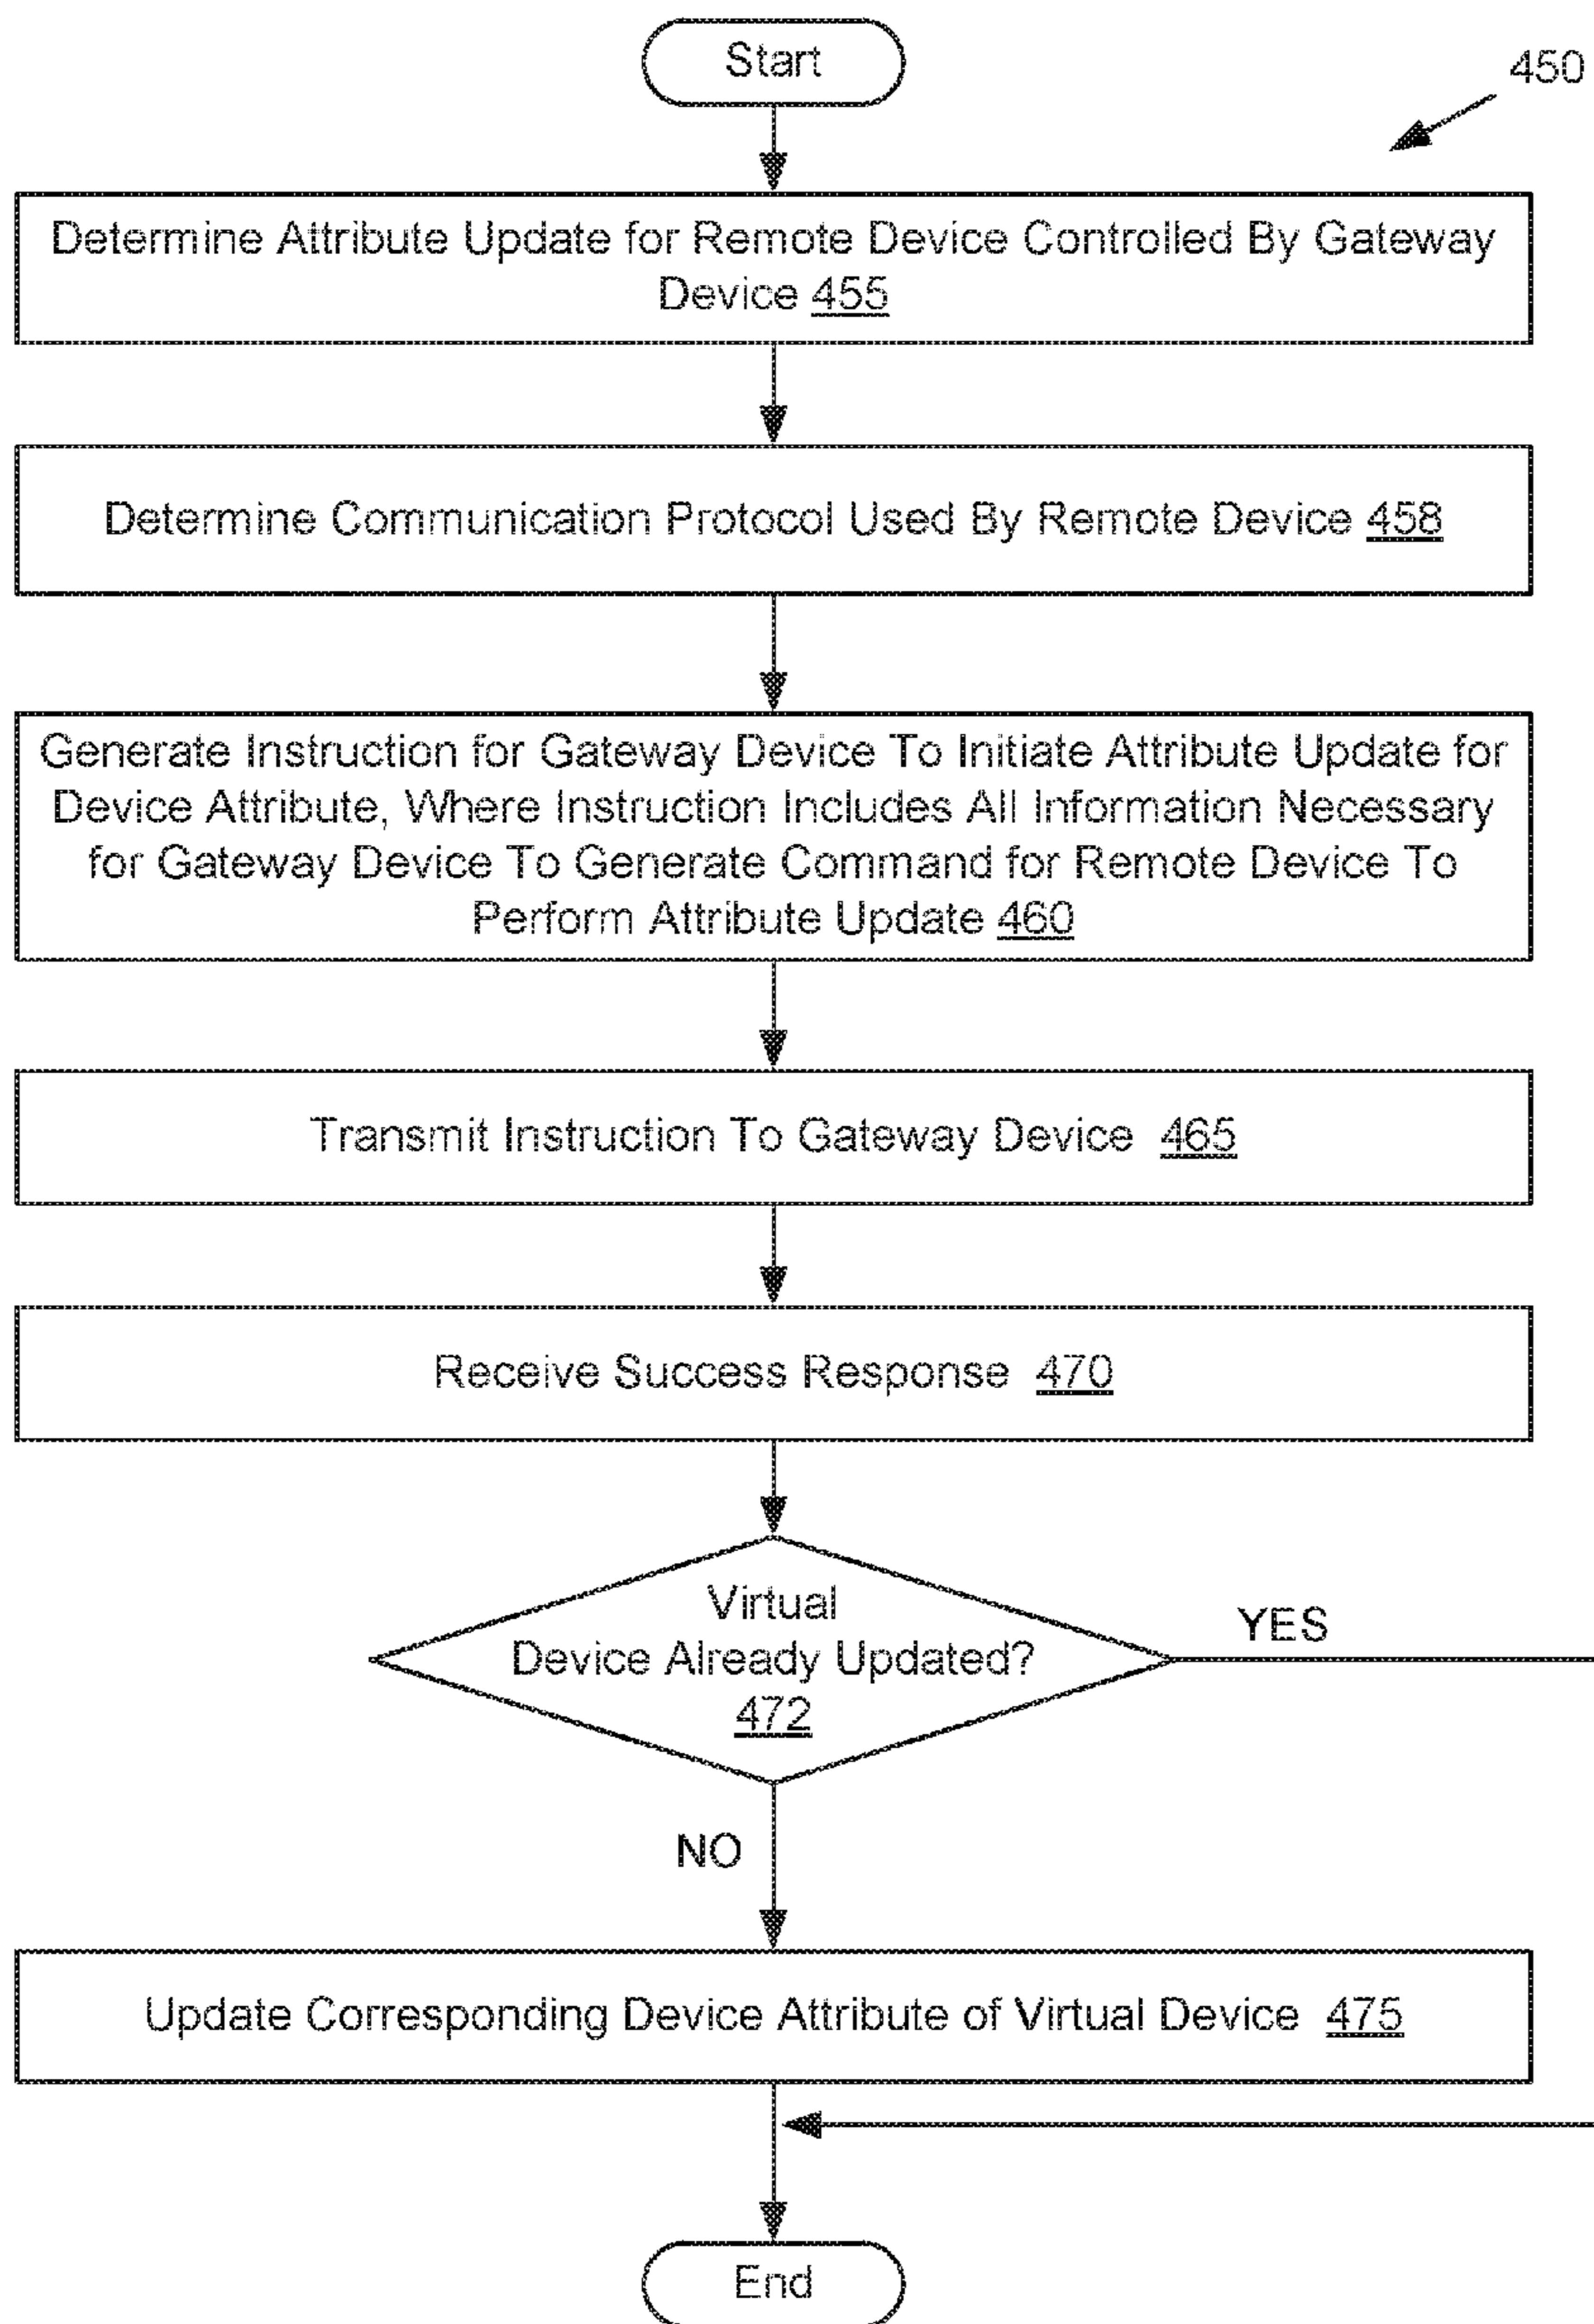 Start
450
Determine Attribute Update for Remote Device Controlled By Gateway
Device 455
Determine Communication Protocol Used By Remote Device 458
Generate Instruction for Gateway Device To Initiate Attribute Update for
Device Attribute, Where Instruction Includes All Information Necessary
for Gateway Device To Generate Command for Remote Device To
Perform Attribute Update 460
Transmit Instruction To Gateway Device 465
Receive Success Response 470
Virtual
Device Already Updated?
472
YES
NO
Update Corresponding Device Attribute of Virtual Device 475
End